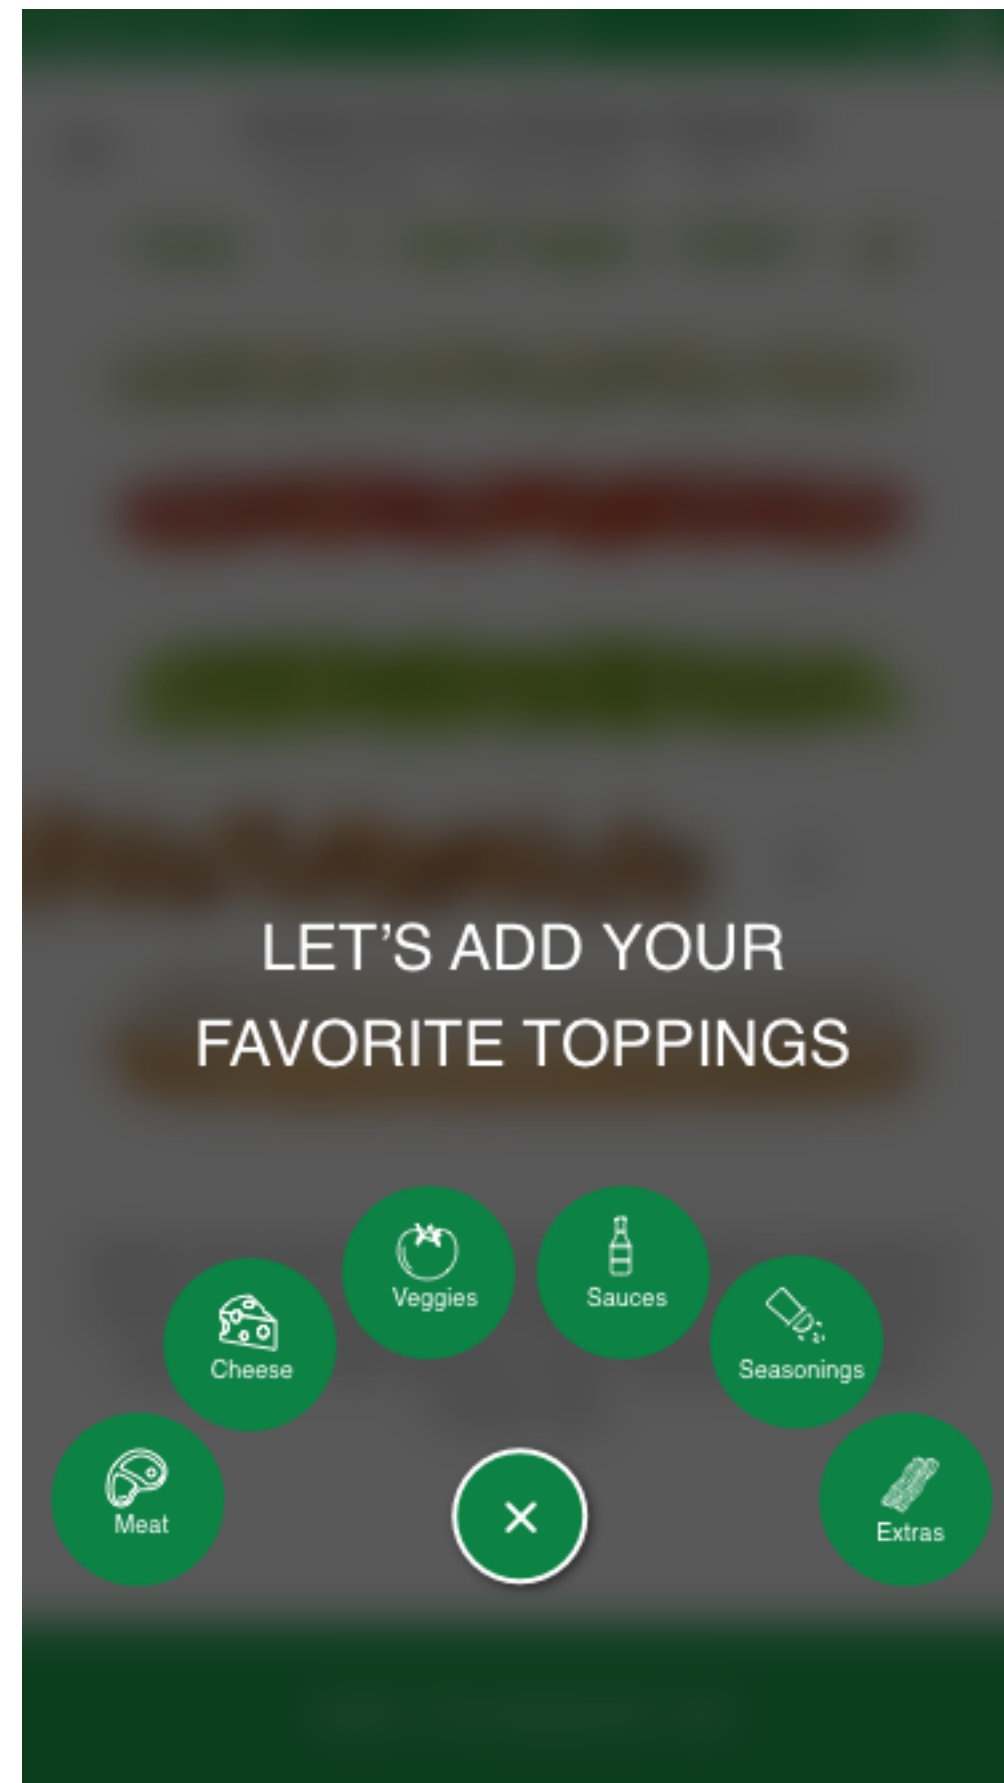 LET’S ADD YOUR
FAVORITE TOPPINGS
Veggies
Sauces
Cheese
Seasonings
Meat
Extras